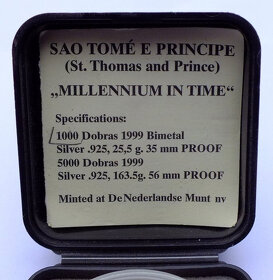 SAO TOMÉ E PRINCIPE
(St. Thomas and Prince)
„MILLENNIUM IN TIME“
Specifications:
1000 Dobras 1999 Bimetal
Silver .925, 25,5 g. 35 mm PROOF
5000 Dobras 1999
Silver .925, 163.5g. 56 mm PROOF
Minted at De Nederlandse Munt nv